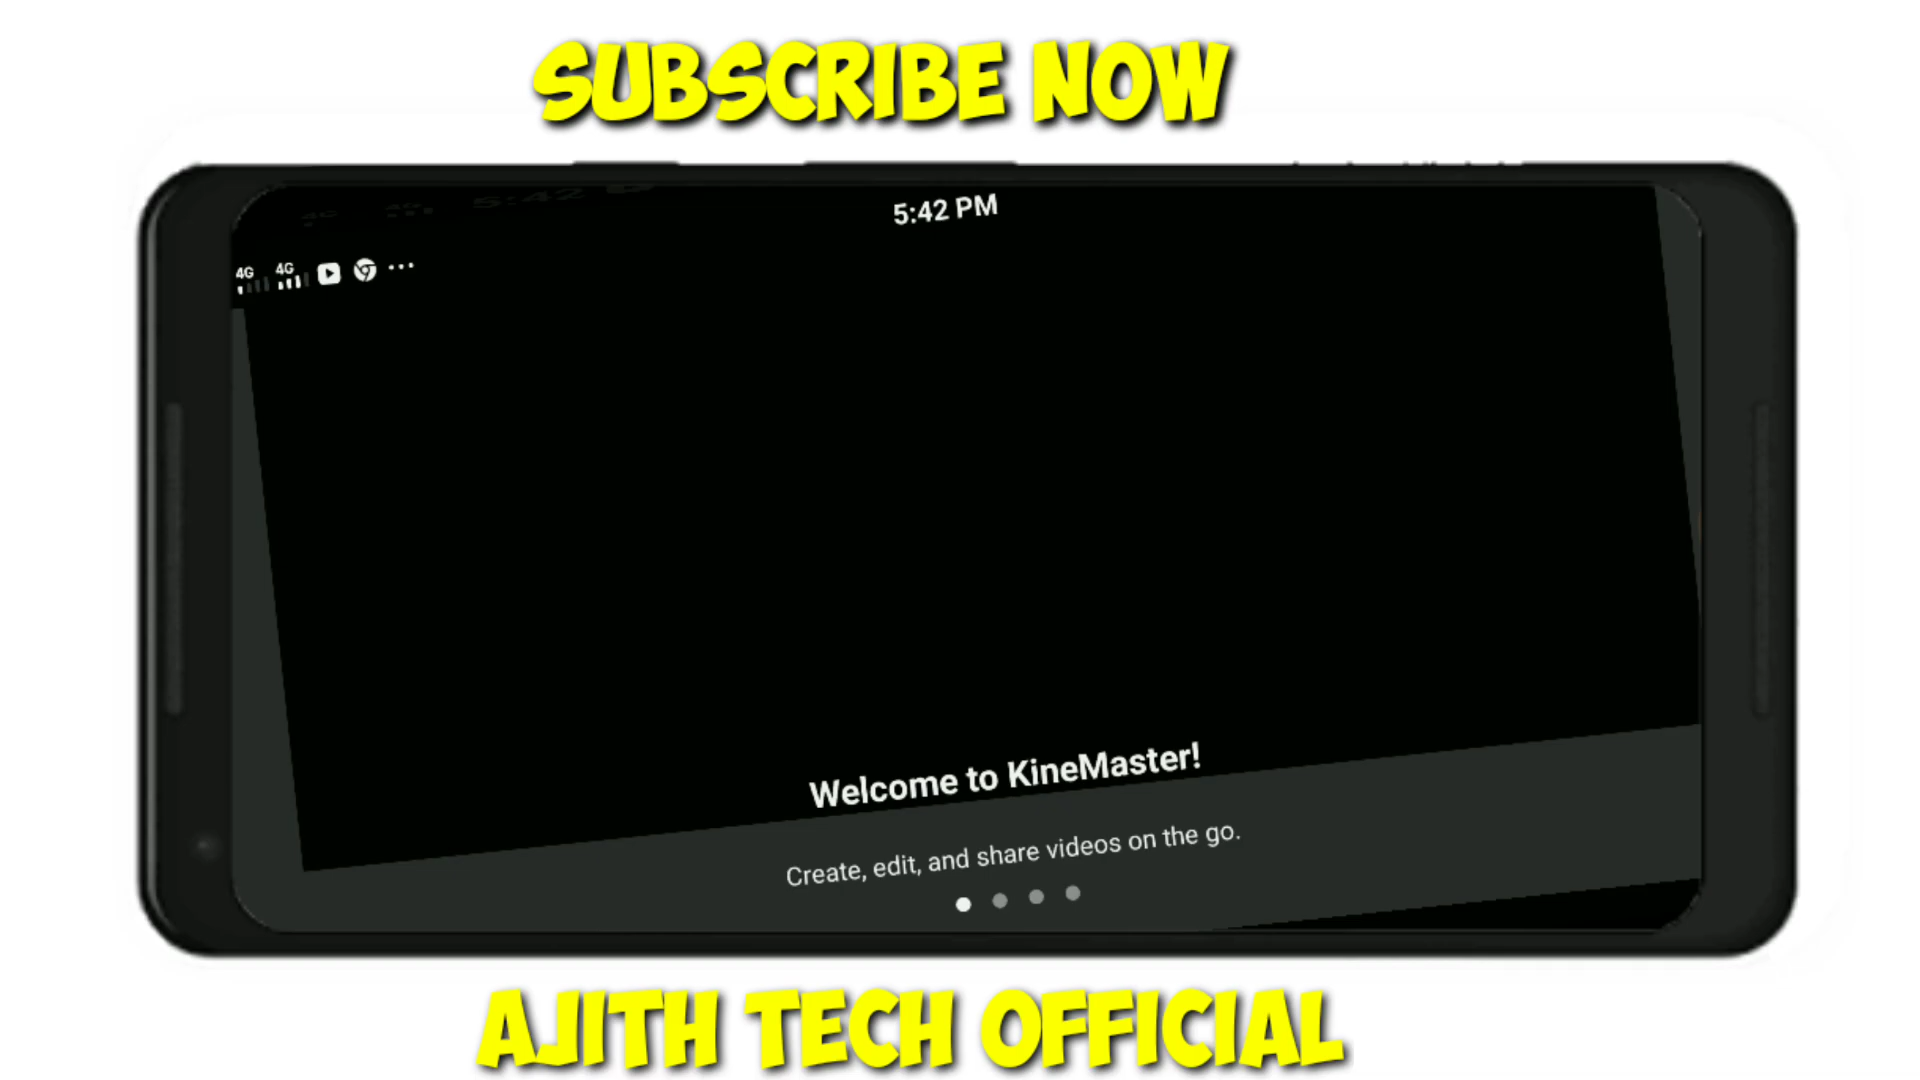 SUBSCRIBE NOW
5:42 PM
4G 4G
Welcome to KineMaster!
Create, edit, and share videos on the go.
AJITH TECH OFFICIAL